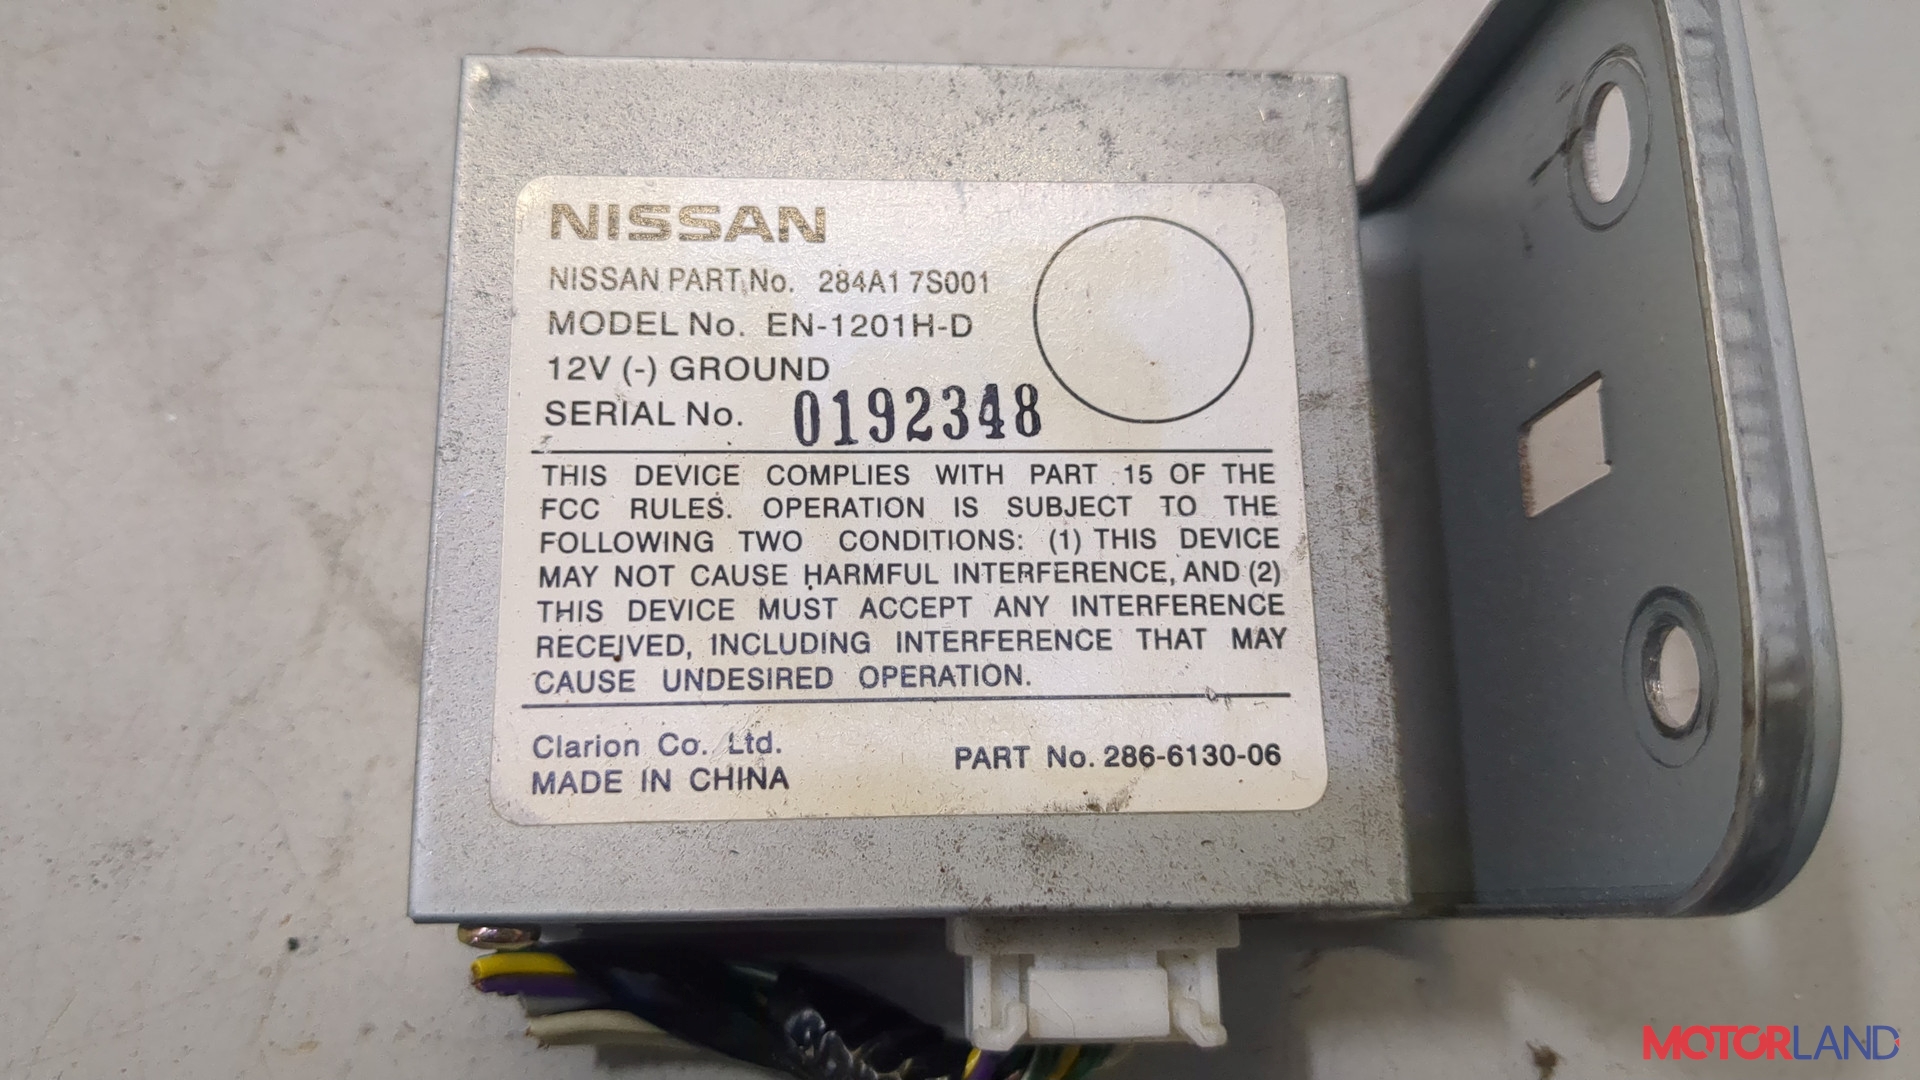 NISSAN
NISSAN PART No. 284A1 7S001
MODEL No. EN-1201H-D
12V (-) GROUND
SERIAL No. 0192348
THIS DEVICE COMPLIES WITH PART 15 OF THE
FCC RULES. OPERATION IS SUBJECT TO THE
FOLLOWING TWO CONDITIONS: (1) THIS DEVICE
MAY NOT CAUSE HARMFUL INTERFERENCE, AND (2)
THIS DEVICE MUST ACCEPT ANY INTERFERENCE
RECEIVED, INCLUDING INTERFERENCE THAT MAY
CAUSE UNDESIRED OPERATION.
Clarion Co. Ltd.
MADE IN CHINA
PART No. 286-6130-06
MOTORLAND